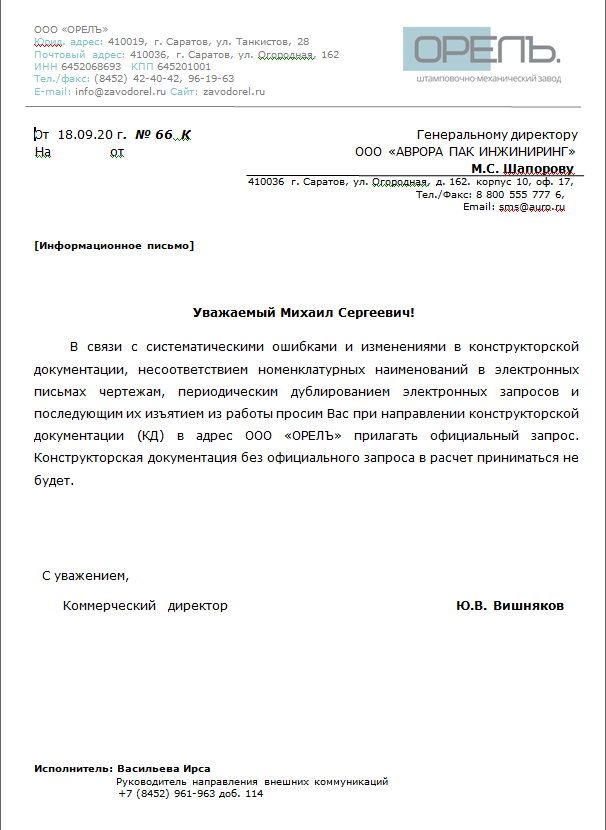 ООО «ОРЕЛЪ»
Юрид. адрес: 410019, г. Саратов, ул. Танкистов, 28
Почтовый адрес: 410036, г. Саратов, ул. Огородная, 162
ИНН 6452068693 КПП 645201001
Тел./факс: (8452) 42-40-42, 96-19-63
E-mail: info@zavodorel.ru Сайт: zavodorel.ru
ОРЕЛЪ.
штамповочно-механический завод
От 18.09.20 г. № 66 К
На от
Генеральному директору
ООО «АВРОРА ПАК ИНЖИНИРИНГ»
М.С. Шапорову
410036 г. Саратов, ул. Огородная, д. 162. корпус 10, оф. 17,
Тел./Факс: 8 800 555 777 6,
Email: sms@auro.ru
[Информационное письмо]
Уважаемый Михаил Сергеевич!
В связи с систематическими ошибками и изменениями в конструкторской
документации, несоответствием номенклатурных наименований в электронных
письмах чертежам, периодическим дублированием электронных запросов и
последующим их изъятием из работы просим Вас при направлении конструкторской
документации (КД) в адрес ООО «ОРЕЛЪ» прилагать официальный запрос.
Конструкторская документация без официального запроса в расчет приниматься не
будет.
С уважением,
Коммерческий директор Ю.В. Вишняков
Исполнитель: Васильева Ирса
Руководитель направления внешних коммуникаций
+7 (8452) 961-963 доб. 114